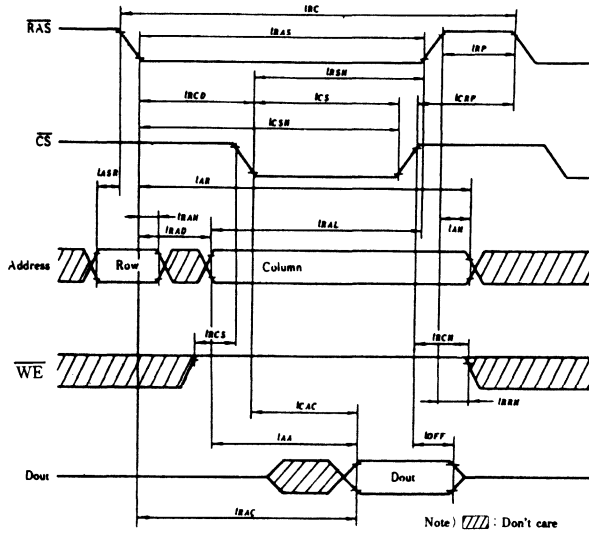 tRC
RAS
tRAS
tRP
tRSH
tRCD
tCS
tCRP
tCSH
CS
tASR
tAR
tRAH
tRAD
tRAL
tAH
Address
Row
Column
tRCS
tRCH
WE
tRRH
tCAC
tAA
tOFF
Dout
Dout
tRAC
Note) : Don't care